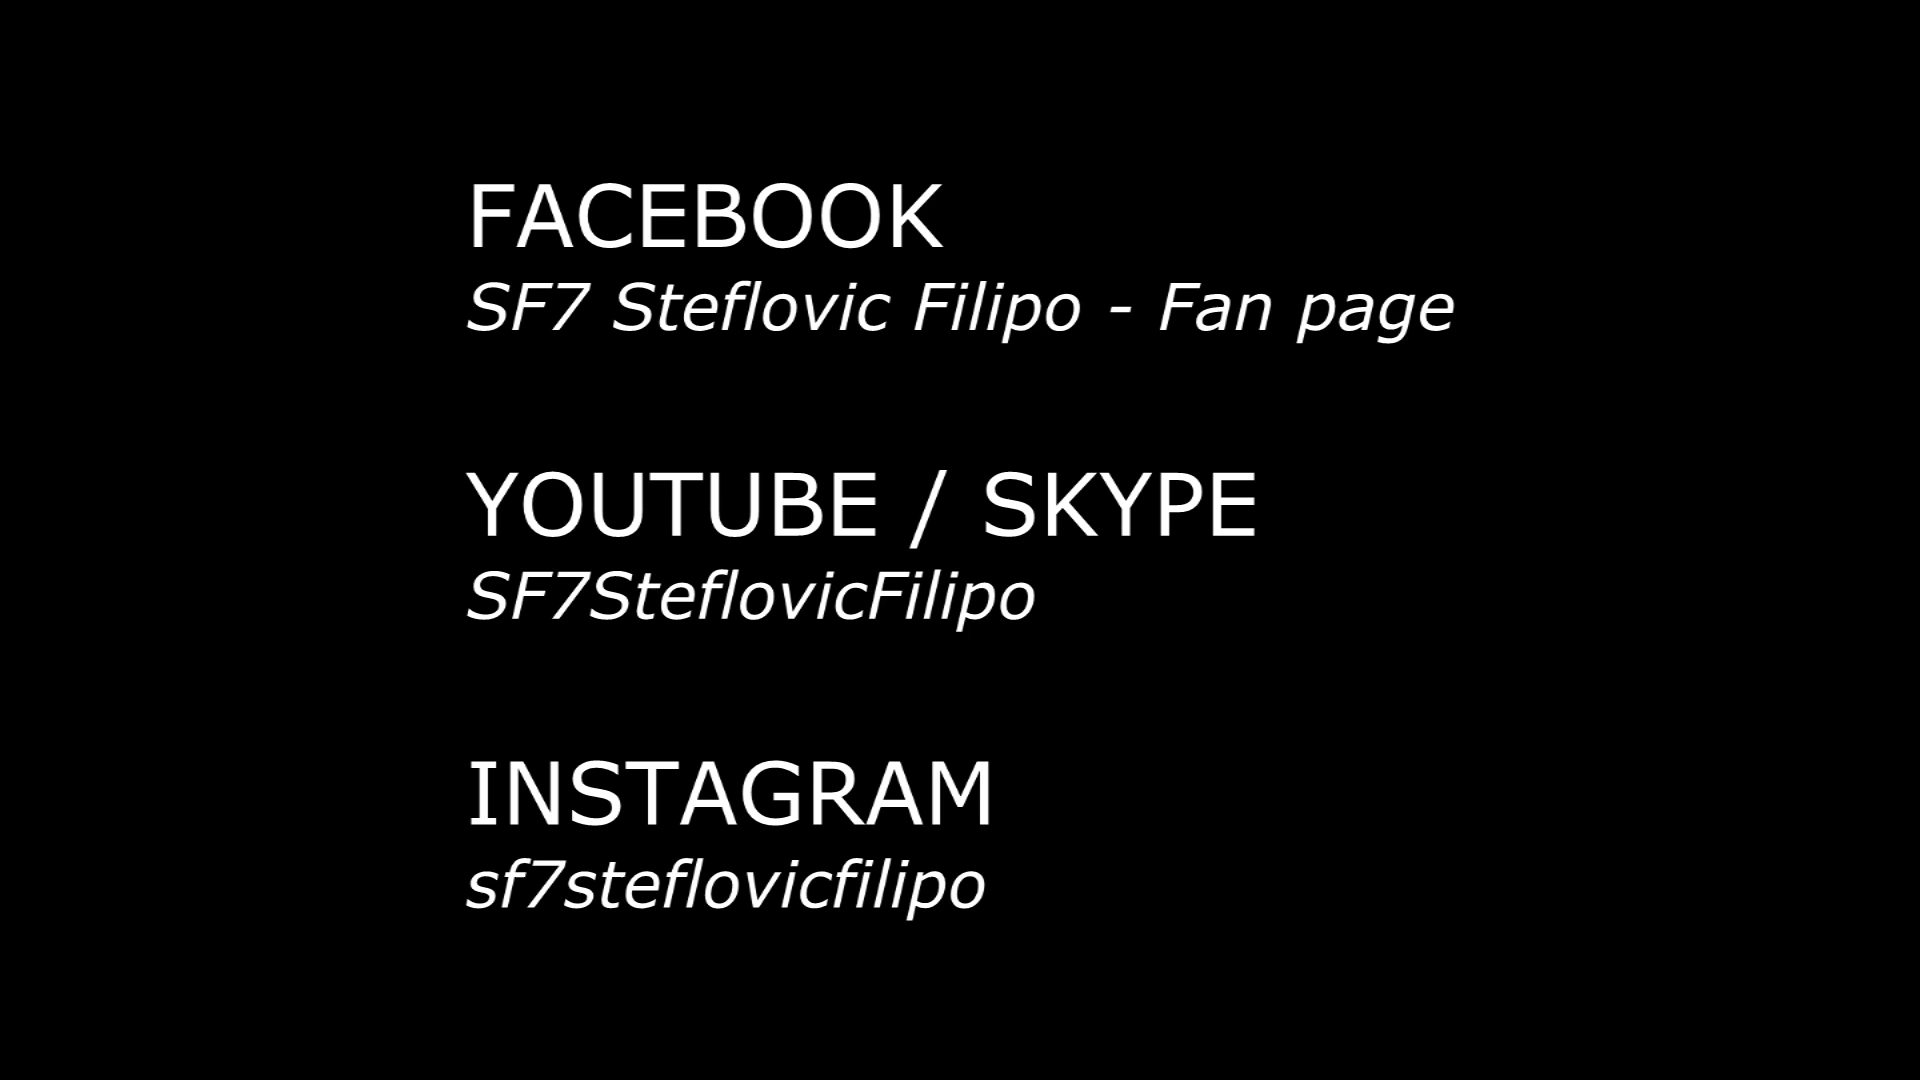 FACEBOOK
SF7 Steflovic Filipo - Fan page
YOUTUBE / SKYPE
SF7SteflovicFilipo
INSTAGRAM
sf7steflovicfilipo